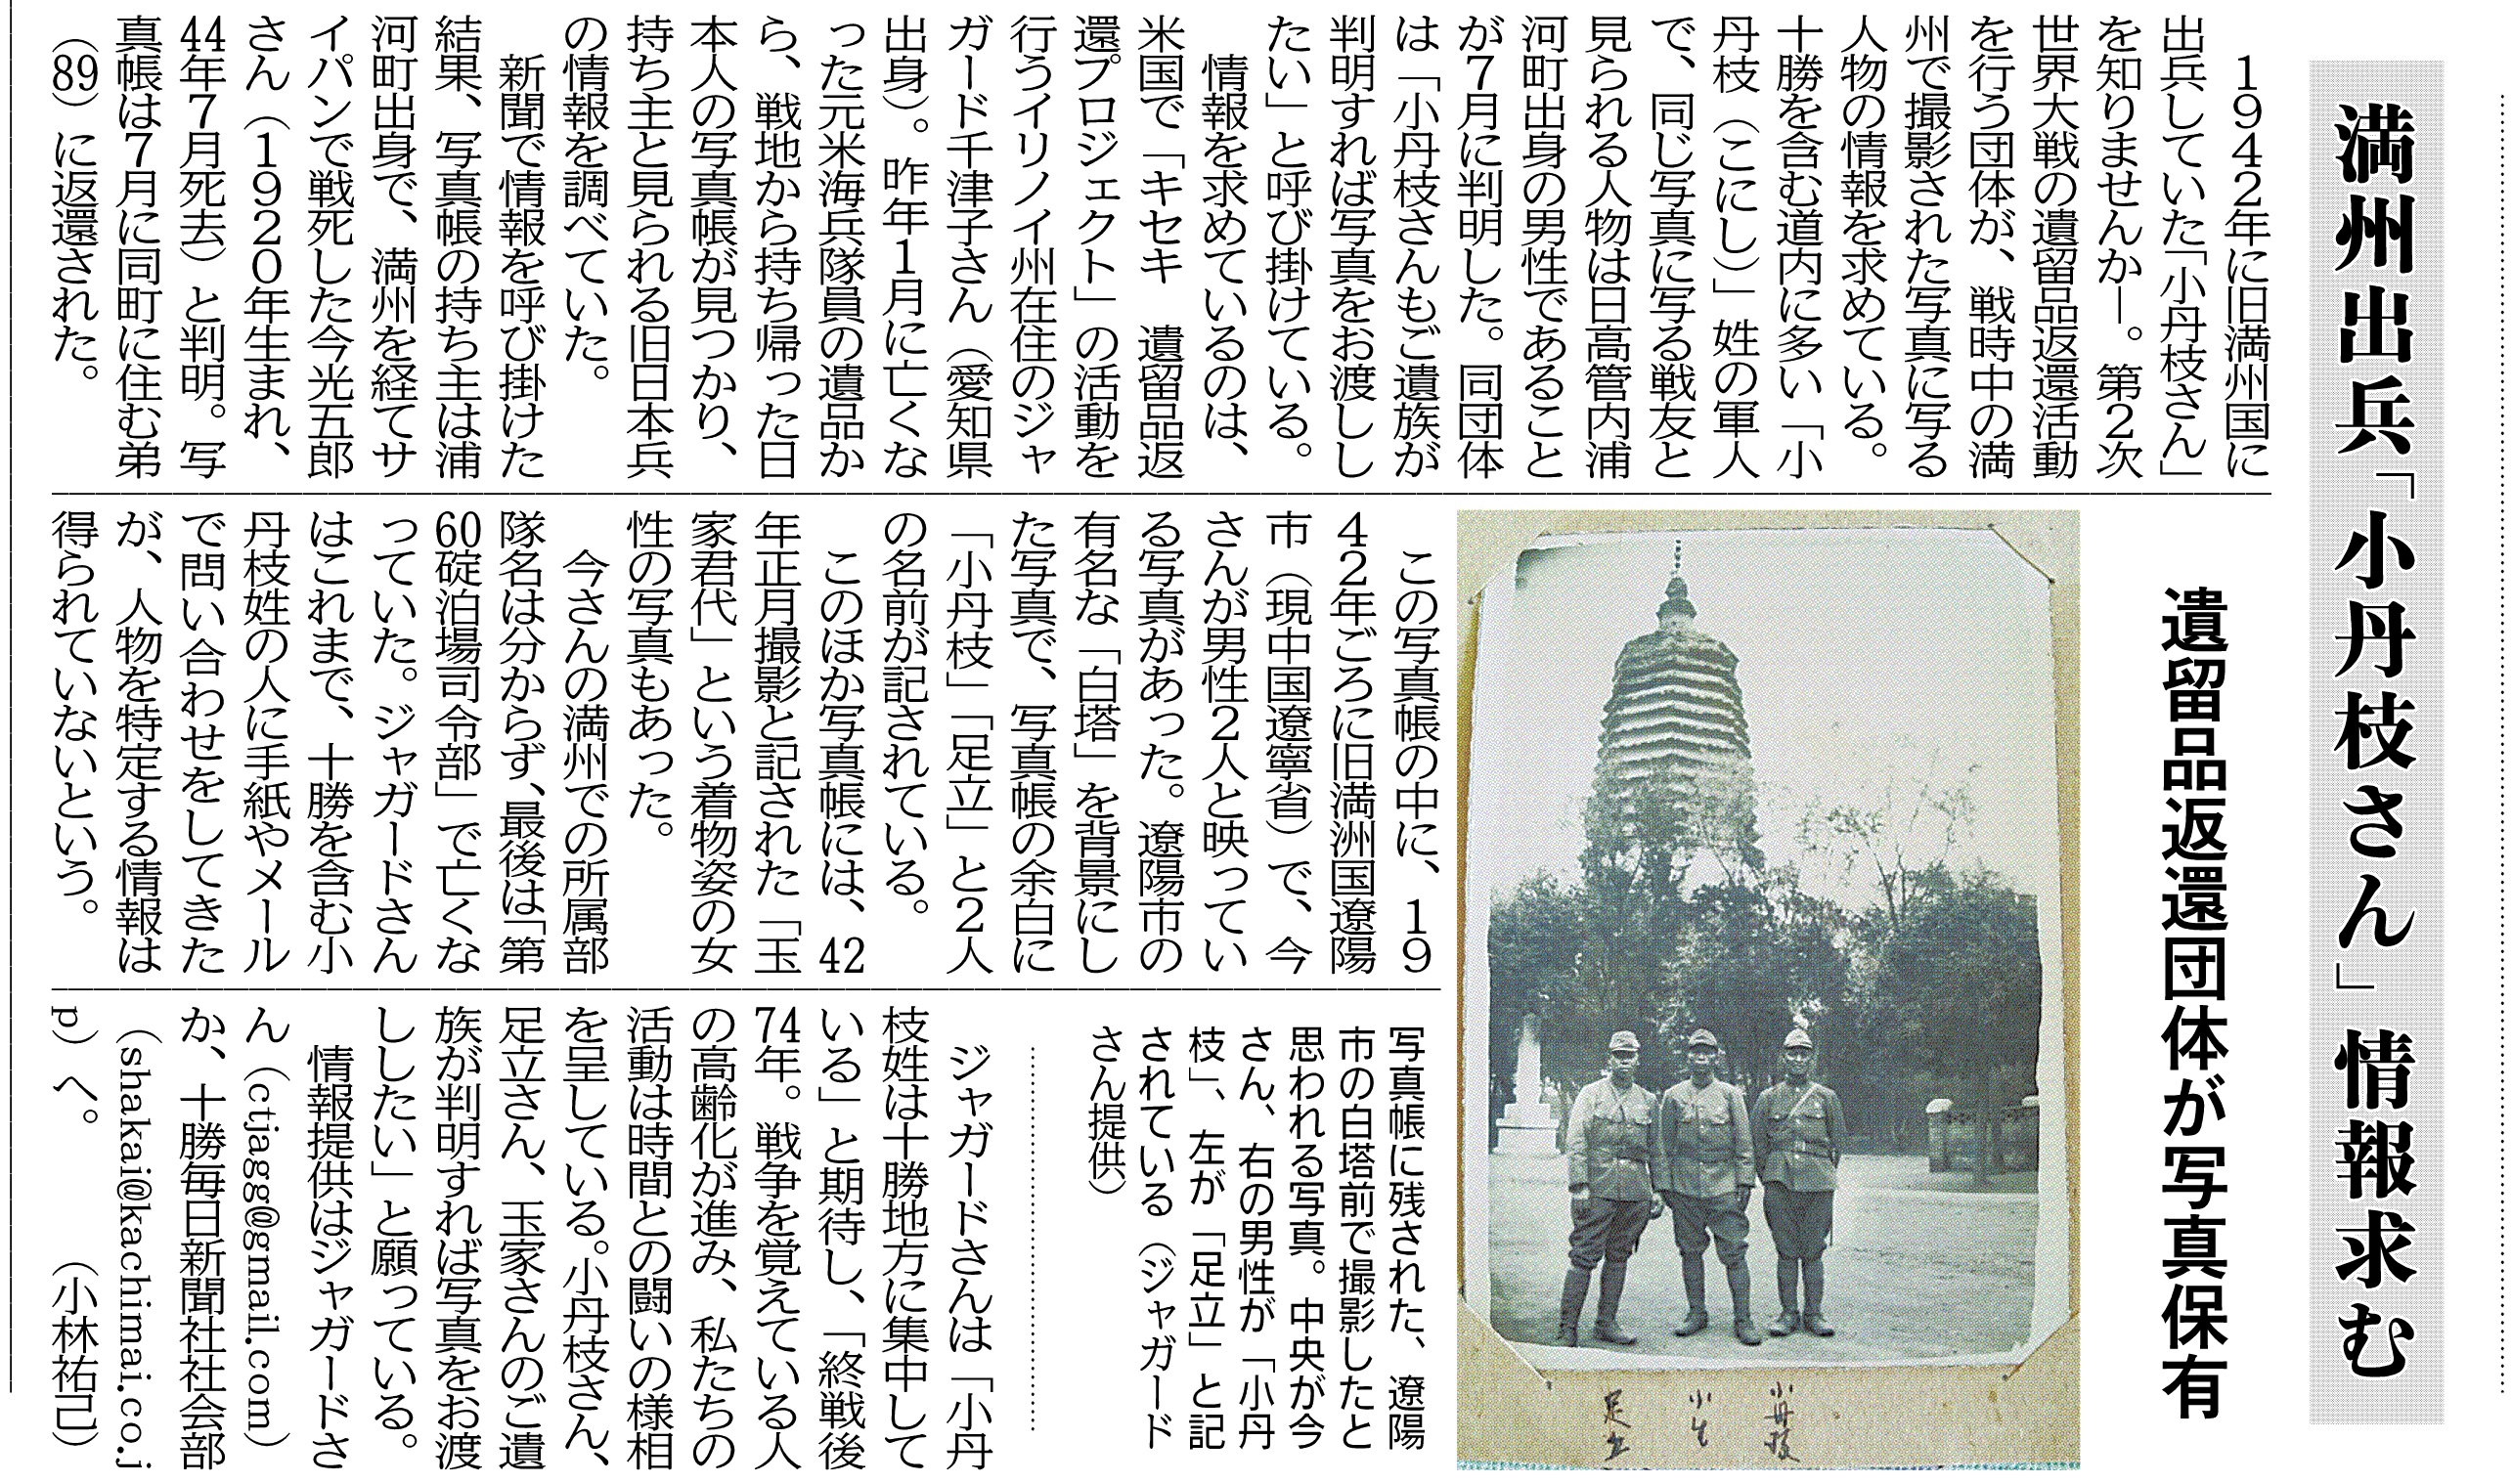 満州出兵「小丹枝さん」情報求む
遺留品返還団体が写真保有
　1942年に旧満州国に
出兵していた「小丹枝さん」
を知りませんか―。第2次
世界大戦の遺留品返還活動
を行う団体が、戦時中の満
州で撮影された写真に写る
人物の情報を求めている。
十勝を含む道内に多い「小
丹枝（こにし）」姓の軍人
で、同じ写真に写る戦友と
見られる人物は日高管内浦
河町出身の男性であること
が7月に判明した。同団体
は「小丹枝さんもご遺族が
判明すれば写真をお渡しし
たい」と呼び掛けている。
　情報を求めているのは、
米国で「キセキ　遺留品返
還プロジェクト」の活動を
行うイリノイ州在住のジャ
ガード千津子さん（愛知県
出身）。昨年1月に亡くな
った元米海兵隊員の遺品か
ら、戦地から持ち帰った日
本人の写真帳が見つかり、
持ち主と見られる旧日本兵
の情報を調べていた。
　新聞で情報を呼び掛けた
結果、写真帳の持ち主は浦
河町出身で、満州を経てサ
イパンで戦死した今光五郎
さん（1920年生まれ、
44年7月死去）と判明。写
真帳は7月に同町に住む弟
（89）に返還された。
　この写真帳の中に、19
42年ごろに旧満洲国遼陽
市（現中国遼寧省）で、今
さんが男性2人と映ってい
る写真があった。遼陽市の
有名な「白塔」を背景にし
た写真で、写真帳の余白に
「小丹枝」「足立」と2人
の名前が記されている。
　このほか写真帳には、42
年正月撮影と記された「玉
家君代」という着物姿の女
性の写真もあった。
　今さんの満州での所属部
隊名は分からず、最後は「第
60碇泊場司令部」で亡くな
っていた。ジャガードさん
はこれまで、十勝を含む小
丹枝姓の人に手紙やメール
で問い合わせをしてきた
が、人物を特定する情報は
得られていないという。
小丹枝
小生
足立
写真帳に残された、遼陽
市の白塔前で撮影したと
思われる写真。中央が今
さん、右の男性が「小丹
枝」、左が「足立」と記
されている（ジャガード
さん提供）
　ジャガードさんは「小丹
枝姓は十勝地方に集中して
いる」と期待し、「終戦後
74年。戦争を覚えている人
の高齢化が進み、私たちの
活動は時間との闘いの様相
を呈している。小丹枝さん、
足立さん、玉家さんのご遺
族が判明すれば写真をお渡
ししたい」と願っている。
　情報提供はジャガードさ
ん（ctjagg@gmail.com）
か、十勝毎日新聞社社会部
（shakai@kachimai.co.j
p）へ。　（小林祐己）